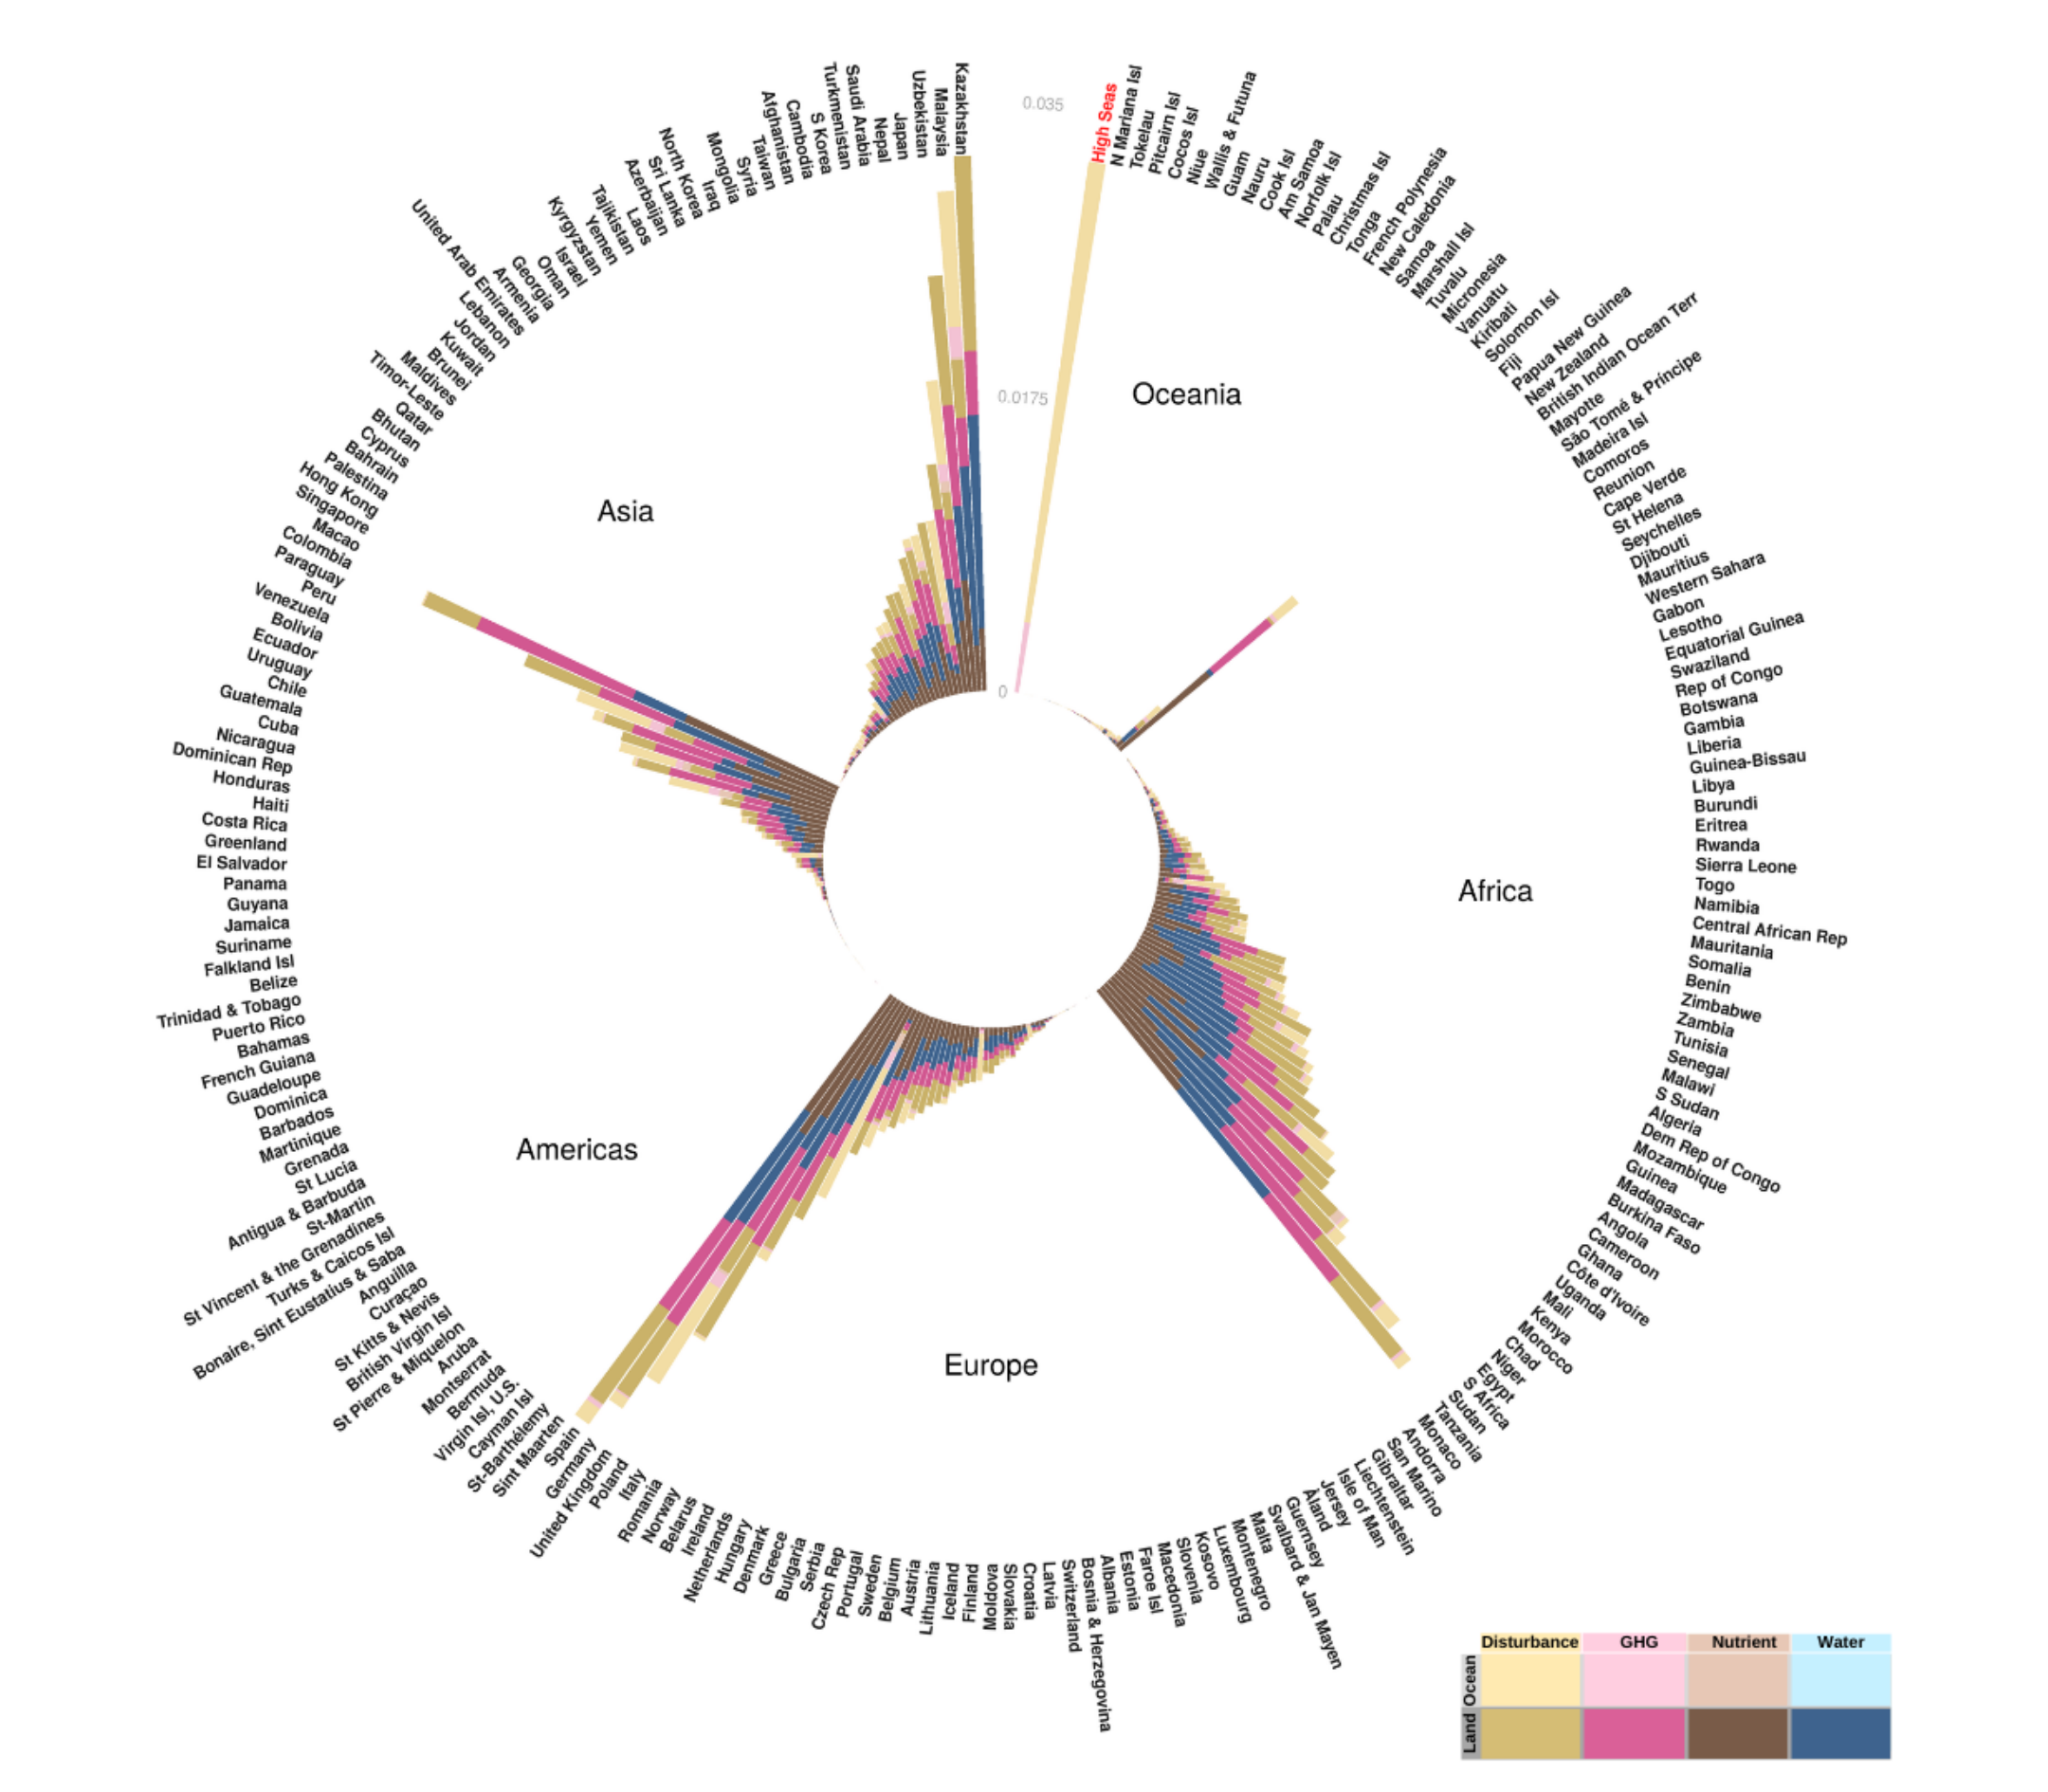 0.035
0.0175
0
Oceania
Africa
Europe
Americas
Asia
High Seas
N Mariana Isl
Tokelau
Pitcairn Isl
Cocos Isl
Niue
Wallis & Futuna
Guam
Nauru
Cook Isl
Am Samoa
Norfolk Isl
Palau
Christmas Isl
Tonga
French Polynesia
New Caledonia
Samoa
Marshall Isl
Tuvalu
Micronesia
Vanuatu
Kiribati
Solomon Isl
Fiji
Papua New Guinea
New Zealand
British Indian Ocean Terr
Mayotte
São Tomé & Principe
Madeira Isl
Comoros
Reunion
Cape Verde
St Helena
Seychelles
Djibouti
Mauritius
Western Sahara
Gabon
Lesotho
Equatorial Guinea
Swaziland
Rep of Congo
Botswana
Gambia
Liberia
Guinea-Bissau
Libya
Burundi
Eritrea
Rwanda
Sierra Leone
Togo
Namibia
Central African Rep
Mauritania
Somalia
Benin
Zimbabwe
Zambia
Tunisia
Senegal
Malawi
S Sudan
Algeria
Dem Rep of Congo
Mozambique
Guinea
Madagascar
Burkina Faso
Angola
Cameroon
Ghana
Côte d'Ivoire
Uganda
Mali
Kenya
Morocco
Chad
Niger
Egypt
S Africa
Sudan
Tanzania
Monaco
Andorra
San Marino
Gibraltar
Liechtenstein
Isle of Man
Jersey
Åland
Guernsey
Svalbard & Jan Mayen
Malta
Montenegro
Luxembourg
Kosovo
Slovenia
Macedonia
Faroe Isl
Estonia
Albania
Bosnia & Herzegovina
Switzerland
Latvia
Croatia
Slovakia
Moldova
Finland
Iceland
Lithuania
Austria
Belgium
Sweden
Portugal
Czech Rep
Serbia
Bulgaria
Greece
Denmark
Hungary
Netherlands
Ireland
Belarus
Norway
Romania
Italy
Poland
United Kingdom
Germany
Spain
Sint Maarten
St-Barthélemy
Cayman Isl
Virgin Isl, U.S.
Bermuda
Montserrat
Aruba
St Pierre & Miquelon
British Virgin Isl
St Kitts & Nevis
Curaçao
Anguilla
Bonaire, Sint Eustatius & Saba
Turks & Caicos Isl
St Vincent & the Grenadines
St-Martin
Antigua & Barbuda
St Lucia
Grenada
Martinique
Barbados
Dominica
Guadeloupe
French Guiana
Bahamas
Puerto Rico
Trinidad & Tobago
Belize
Falkland Isl
Suriname
Jamaica
Guyana
Panama
El Salvador
Greenland
Costa Rica
Haiti
Honduras
Dominican Rep
Nicaragua
Cuba
Guatemala
Chile
Uruguay
Ecuador
Bolivia
Venezuela
Peru
Paraguay
Colombia
Macao
Singapore
Hong Kong
Palestina
Bahrain
Cyprus
Bhutan
Qatar
Timor-Leste
Maldives
Brunei
Kuwait
Jordan
Lebanon
United Arab Emirates
Armenia
Georgia
Oman
Israel
Kyrgyzstan
Yemen
Tajikistan
Laos
Azerbaijan
Sri Lanka
North Korea
Iraq
Mongolia
Syria
Taiwan
Afghanistan
Cambodia
S Korea
Turkmenistan
Saudi Arabia
Nepal
Japan
Uzbekistan
Malaysia
Kazakhstan
Disturbance GHG Nutrient Water
Ocean
Land